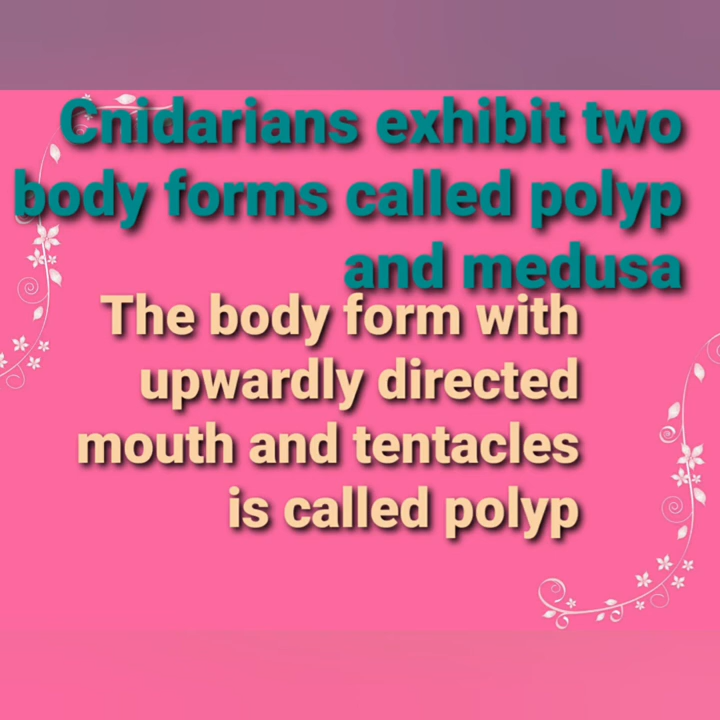 Cnidarians exhibit two
body forms called polyp
and medusa
The body form with
upwardly directed
mouth and tentacles
is called polyp